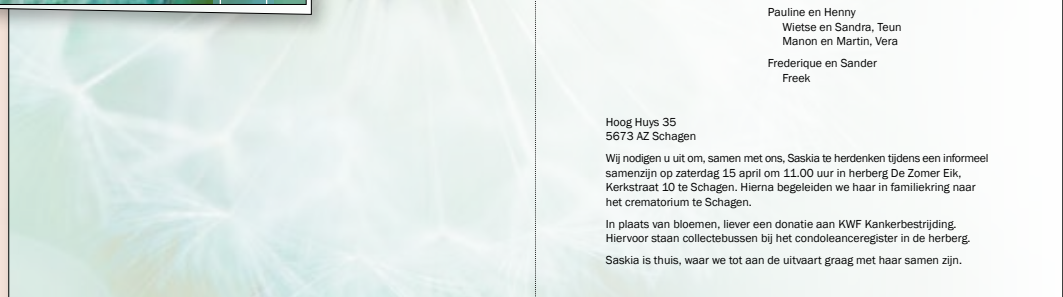 Pauline en Henny
Wietse en Sandra, Teun
Manon en Martin, Vera
Frederique en Sander
Freek
Hoog Huys 35
5673 AZ Schagen
Wij nodigen u uit om, samen met ons, Saskia te herdenken tijdens een informeel
samenzijn op zaterdag 15 april om 11.00 uur in herberg De Zomer Eik,
Kerkstraat 10 te Schagen. Hierna begeleiden we haar in familiekring naar
het crematorium te Schagen.
In plaats van bloemen, liever een donatie aan KWF Kankerbestrijding.
Hiervoor staan collectebussen bij het condoleanceregister in de herberg.
Saskia is thuis, waar we tot aan de uitvaart graag met haar samen zijn.